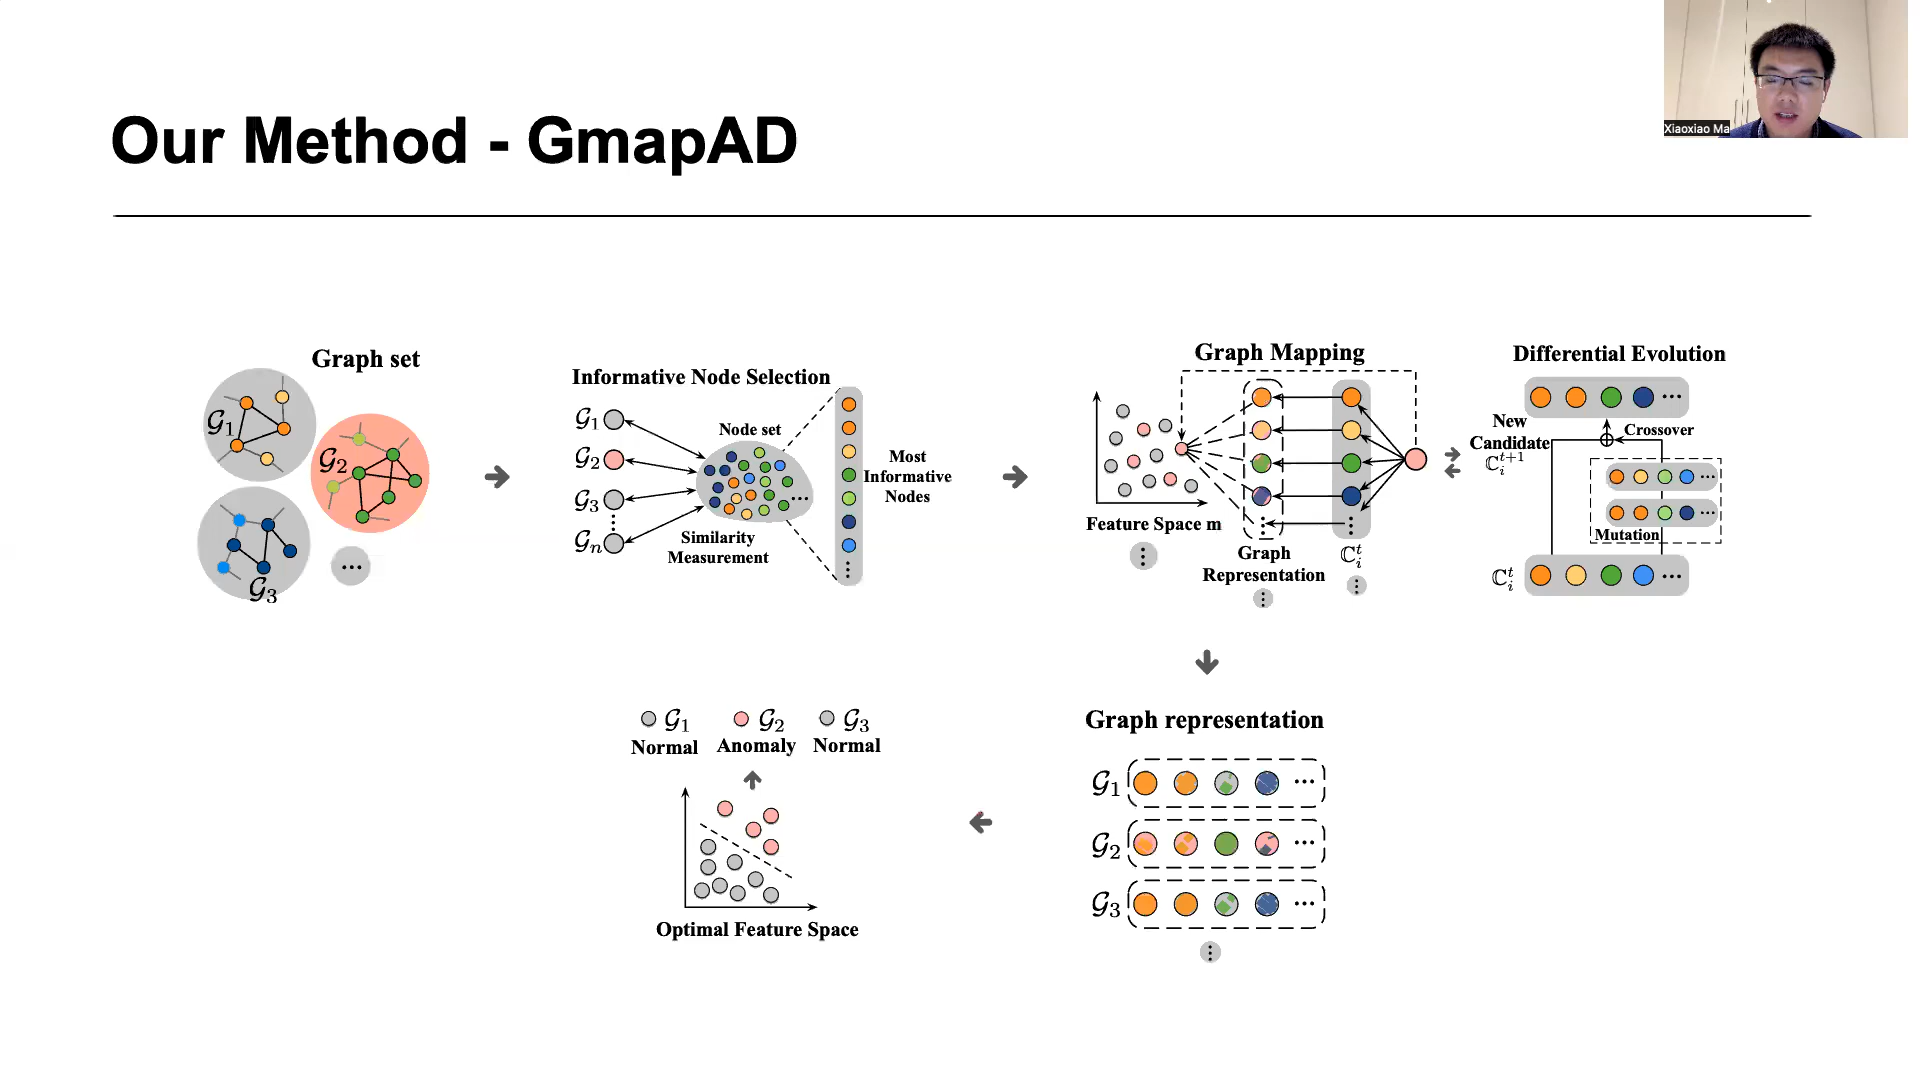 Our Method - GmapAD
Xiaoxiao Ma
Graph set
G1
G2
G3
...
Informative Node Selection
G1
G2
G3
Gn
Node set
...
Similarity
Measurement
Most
Informative
Nodes
Graph Mapping
Feature Space m
Graph
Representation
ℂᵢᵗ
Differential Evolution
...
New
Candidate
ℂᵢᵗ⁺¹
Crossover
...
...
Mutation
ℂᵢᵗ
...
Graph representation
G1
...
G2
...
G3
...
G1
G2
G3
Normal
Anomaly
Normal
Optimal Feature Space